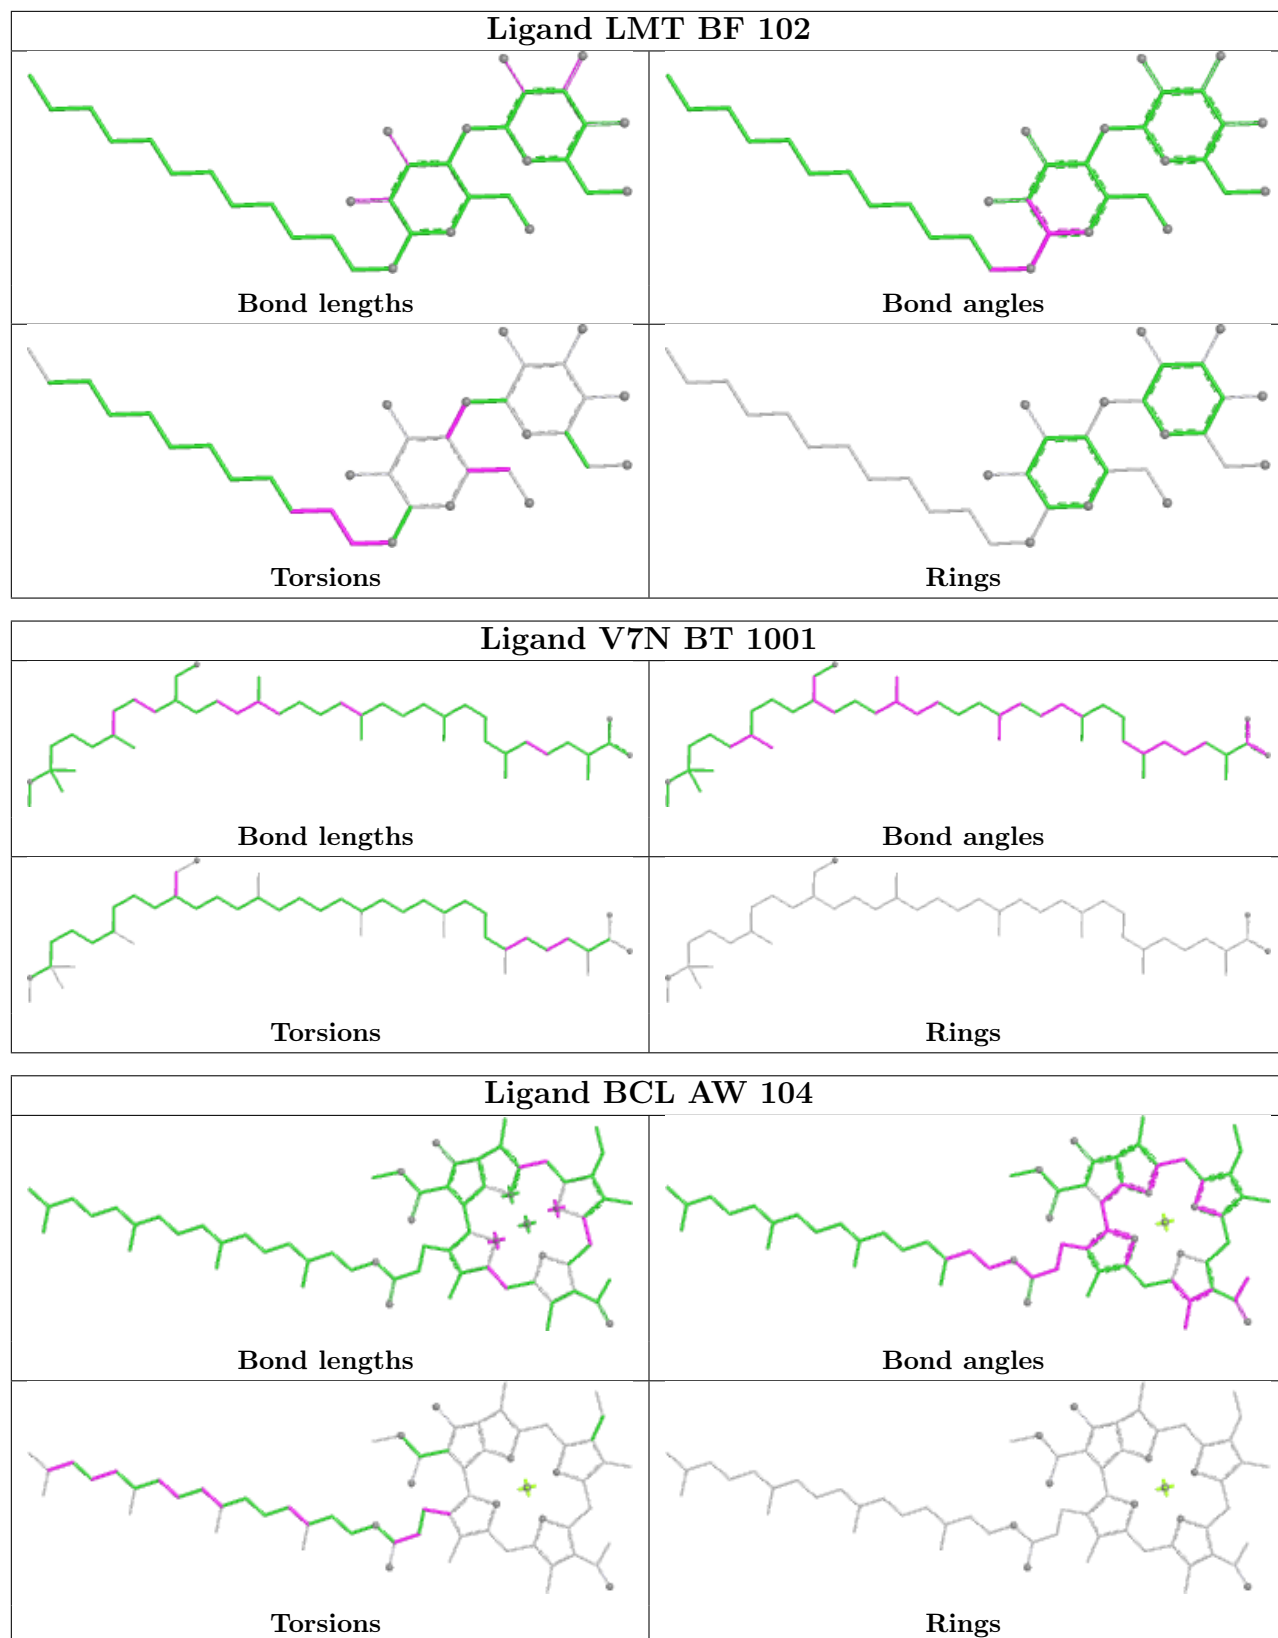 Ligand LMT BF 102
Bond lengths
Bond angles
Torsions
Rings
Ligand V7N BT 1001
Bond lengths
Bond angles
Torsions
Rings
Ligand BCL AW 104
Bond lengths
Bond angles
Torsions
Rings